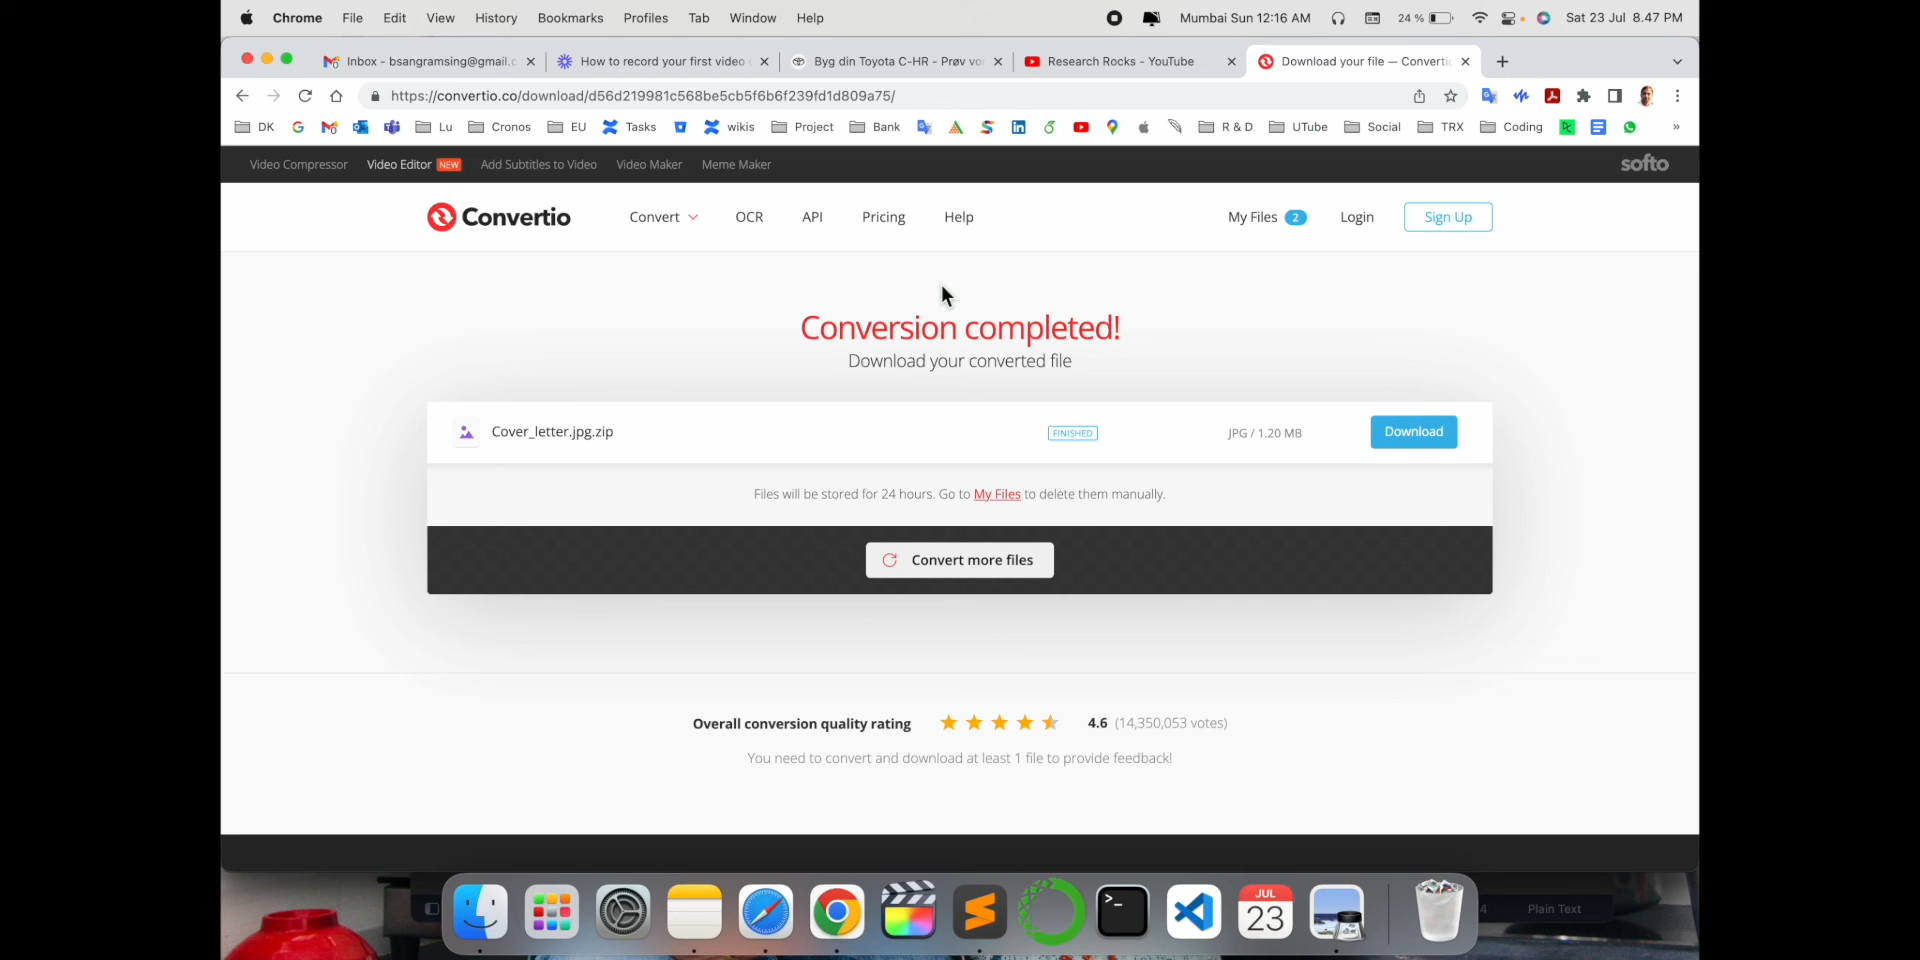 Chrome File Edit View History Bookmarks Profiles Tab Window Help Mumbai Sun 12:16 AM 24 % Sat 23 Jul 8.47 PM
Inbox - bsangramsing@gmail.c How to record your first video Byg din Toyota C-HR - Prøv vo Research Rocks - YouTube Download your file — Converti
https://convertio.co/download/d56d219981c568be5cb5f6b6f239fd1d809a75/
DK Lu Cronos EU Tasks wikis Project Bank R & D UTube Social TRX Coding »
Video Compressor Video Editor NEW Add Subtitles to Video Video Maker Meme Maker softo
Convertio Convert OCR API Pricing Help My Files 2 Login Sign Up
Conversion completed!
Download your converted file
Cover_letter.jpg.zip FINISHED JPG / 1.20 MB Download
Files will be stored for 24 hours. Go to My Files to delete them manually.
Convert more files
Overall conversion quality rating 4.6 (14,350,053 votes)
You need to convert and download at least 1 file to provide feedback!
JUL
23
4 Plain Text